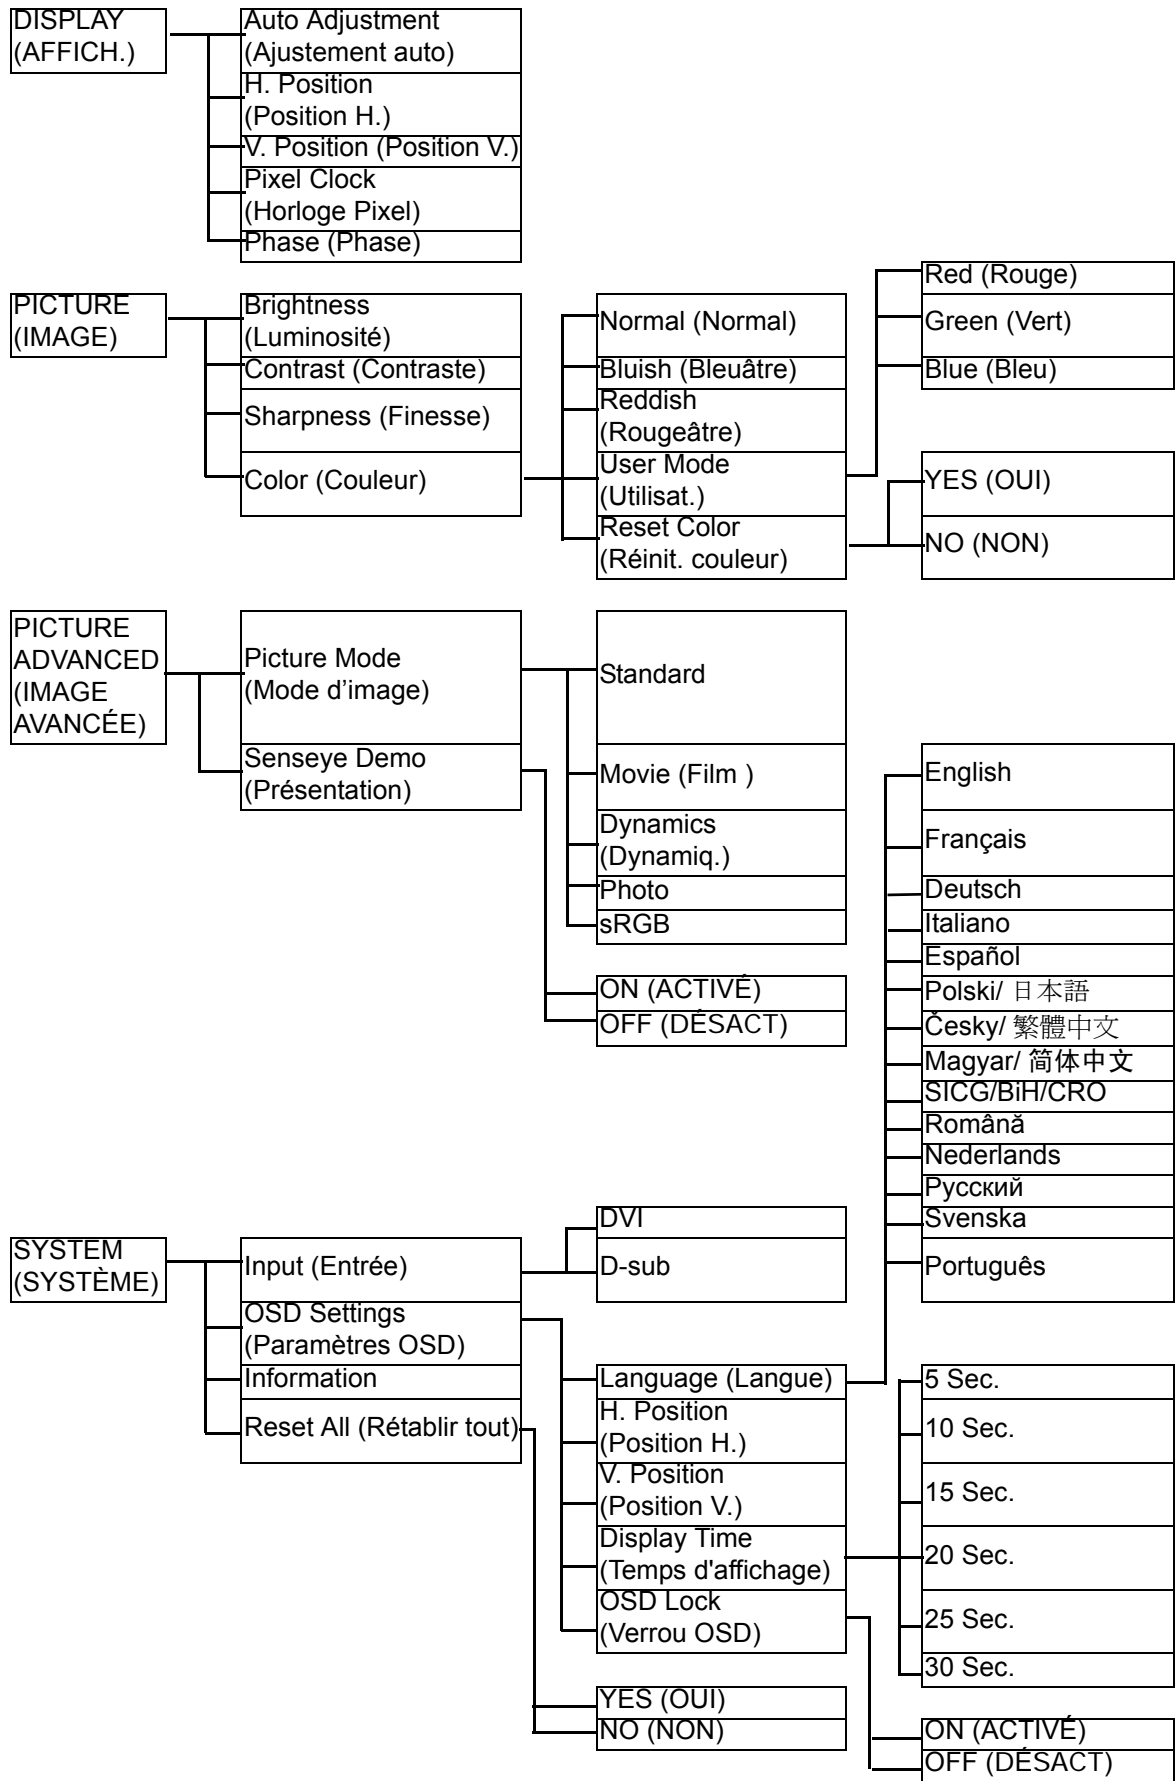 DISPLAY
(AFFICH.)
Auto Adjustment
(Ajustement auto)
H. Position
(Position H.)
V. Position (Position V.)
Pixel Clock
(Horloge Pixel)
Phase (Phase)
PICTURE
(IMAGE)
Brightness
(Luminosité)
Contrast (Contraste)
Sharpness (Finesse)
Color (Couleur)
Normal (Normal)
Bluish (Bleuâtre)
Reddish
(Rougeâtre)
User Mode
(Utilisat.)
Reset Color
(Réinit. couleur)
Red (Rouge)
Green (Vert)
Blue (Bleu)
YES (OUI)
NO (NON)
PICTURE
ADVANCED
(IMAGE
AVANCÉE)
Picture Mode
(Mode d’image)
Senseye Demo
(Présentation)
Standard
Movie (Film )
Dynamics
(Dynamiq.)
Photo
sRGB
ON (ACTIVÉ)
OFF (DÉSACT)
English
Français
Deutsch
Italiano
Español
Polski/ 日本語
Česky/ 繁體中文
Magyar/ 简体中文
SICG/BiH/CRO
Română
Nederlands
Русский
Svenska
Português
SYSTEM
(SYSTÈME)
Input (Entrée)
OSD Settings
(Paramètres OSD)
Information
Reset All (Rétablir tout)
DVI
D-sub
Language (Langue)
H. Position
(Position H.)
V. Position
(Position V.)
Display Time
(Temps d'affichage)
OSD Lock
(Verrou OSD)
YES (OUI)
NO (NON)
5 Sec.
10 Sec.
15 Sec.
20 Sec.
25 Sec.
30 Sec.
ON (ACTIVÉ)
OFF (DÉSACT)